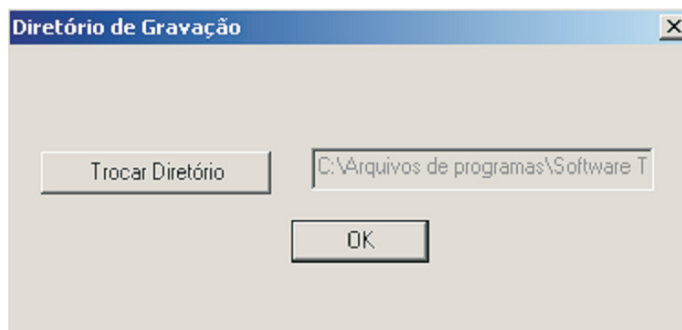 Diretório de Gravação
Trocar Diretório
C:\Arquivos de programas\Software T
OK